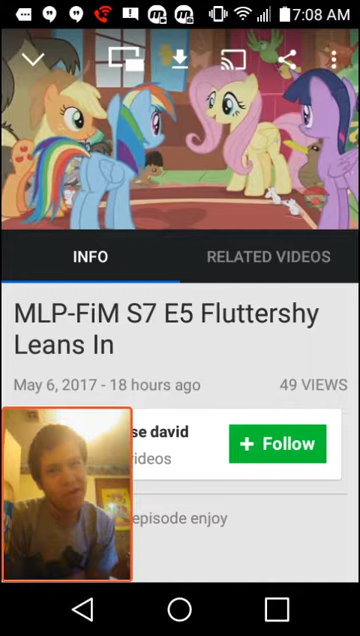 7:08 AM
INFO
RELATED VIDEOS
MLP-FiM S7 E5 Fluttershy
Leans In
May 6, 2017 - 18 hours ago
49 VIEWS
se david
+ Follow
videos
episode enjoy